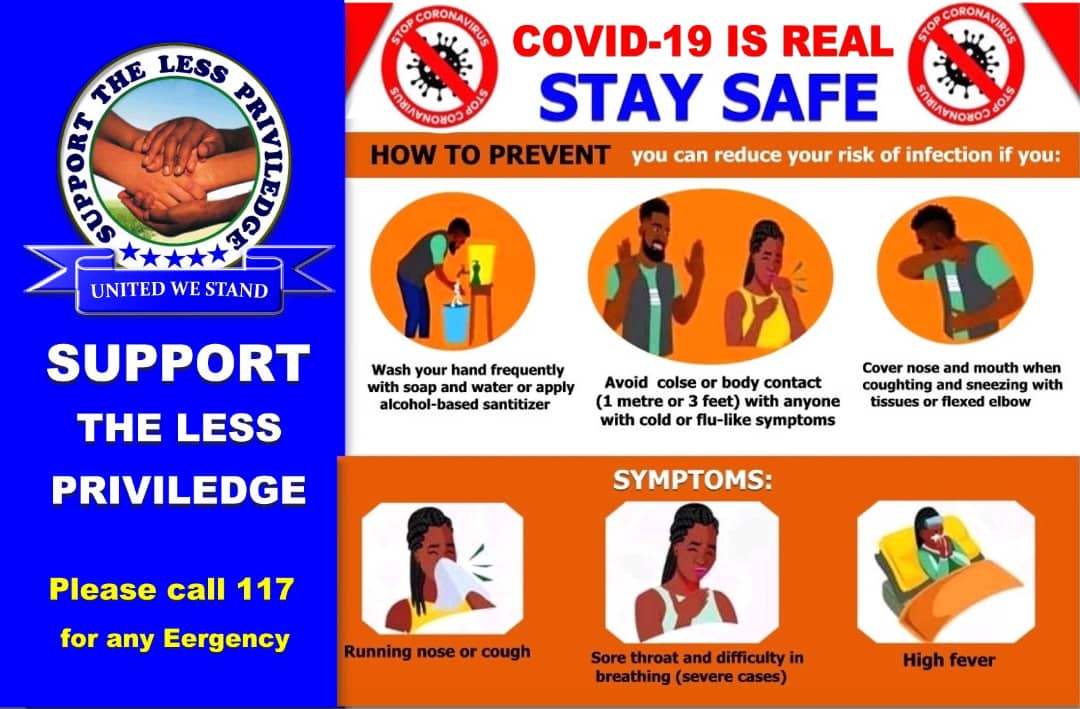 SUPPORT THE LESS PRIVILEDGE
UNITED WE STAND
SUPPORT
THE LESS
PRIVILEDGE
Please call 117
for any Eergency
STOP CORONAVIRUS
STOP CORONAVIRUS
COVID-19 IS REAL
STAY SAFE
STOP CORONAVIRUS
STOP CORONAVIRUS
HOW TO PREVENT you can reduce your risk of infection if you:
Wash your hand frequently
with soap and water or apply
alcohol-based santitizer
Avoid colse or body contact
(1 metre or 3 feet) with anyone
with cold or flu-like symptoms
Cover nose and mouth when
coughting and sneezing with
tissues or flexed elbow
SYMPTOMS:
Running nose or cough
Sore throat and difficulty in
breathing (severe cases)
High fever